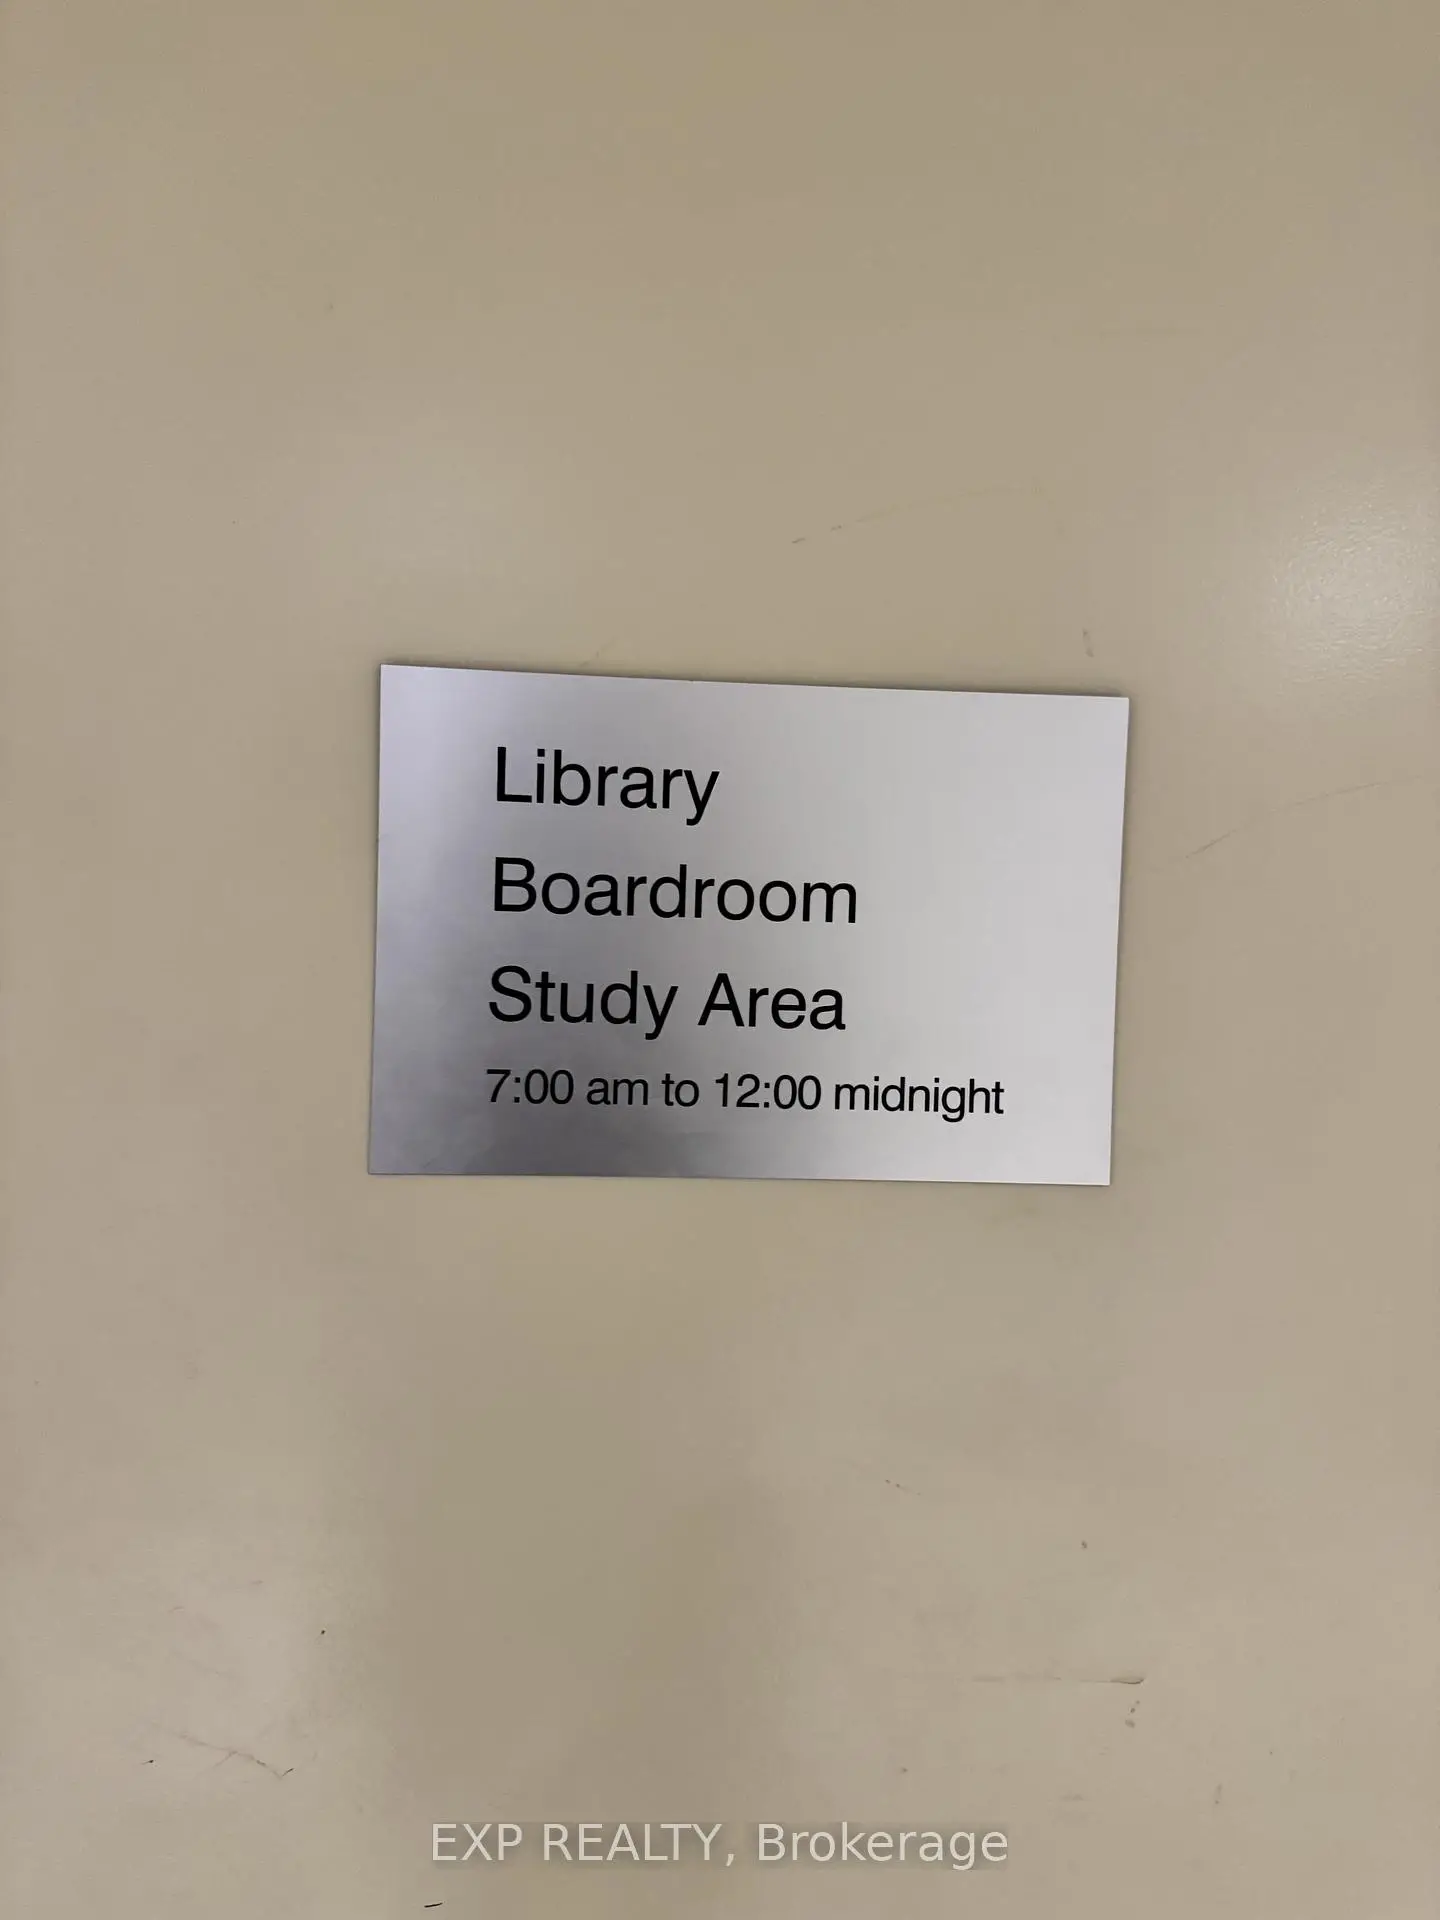 Library
Boardroom
Study Area
7:00 am to 12:00 midnight
EXP REALTY, Brokerage